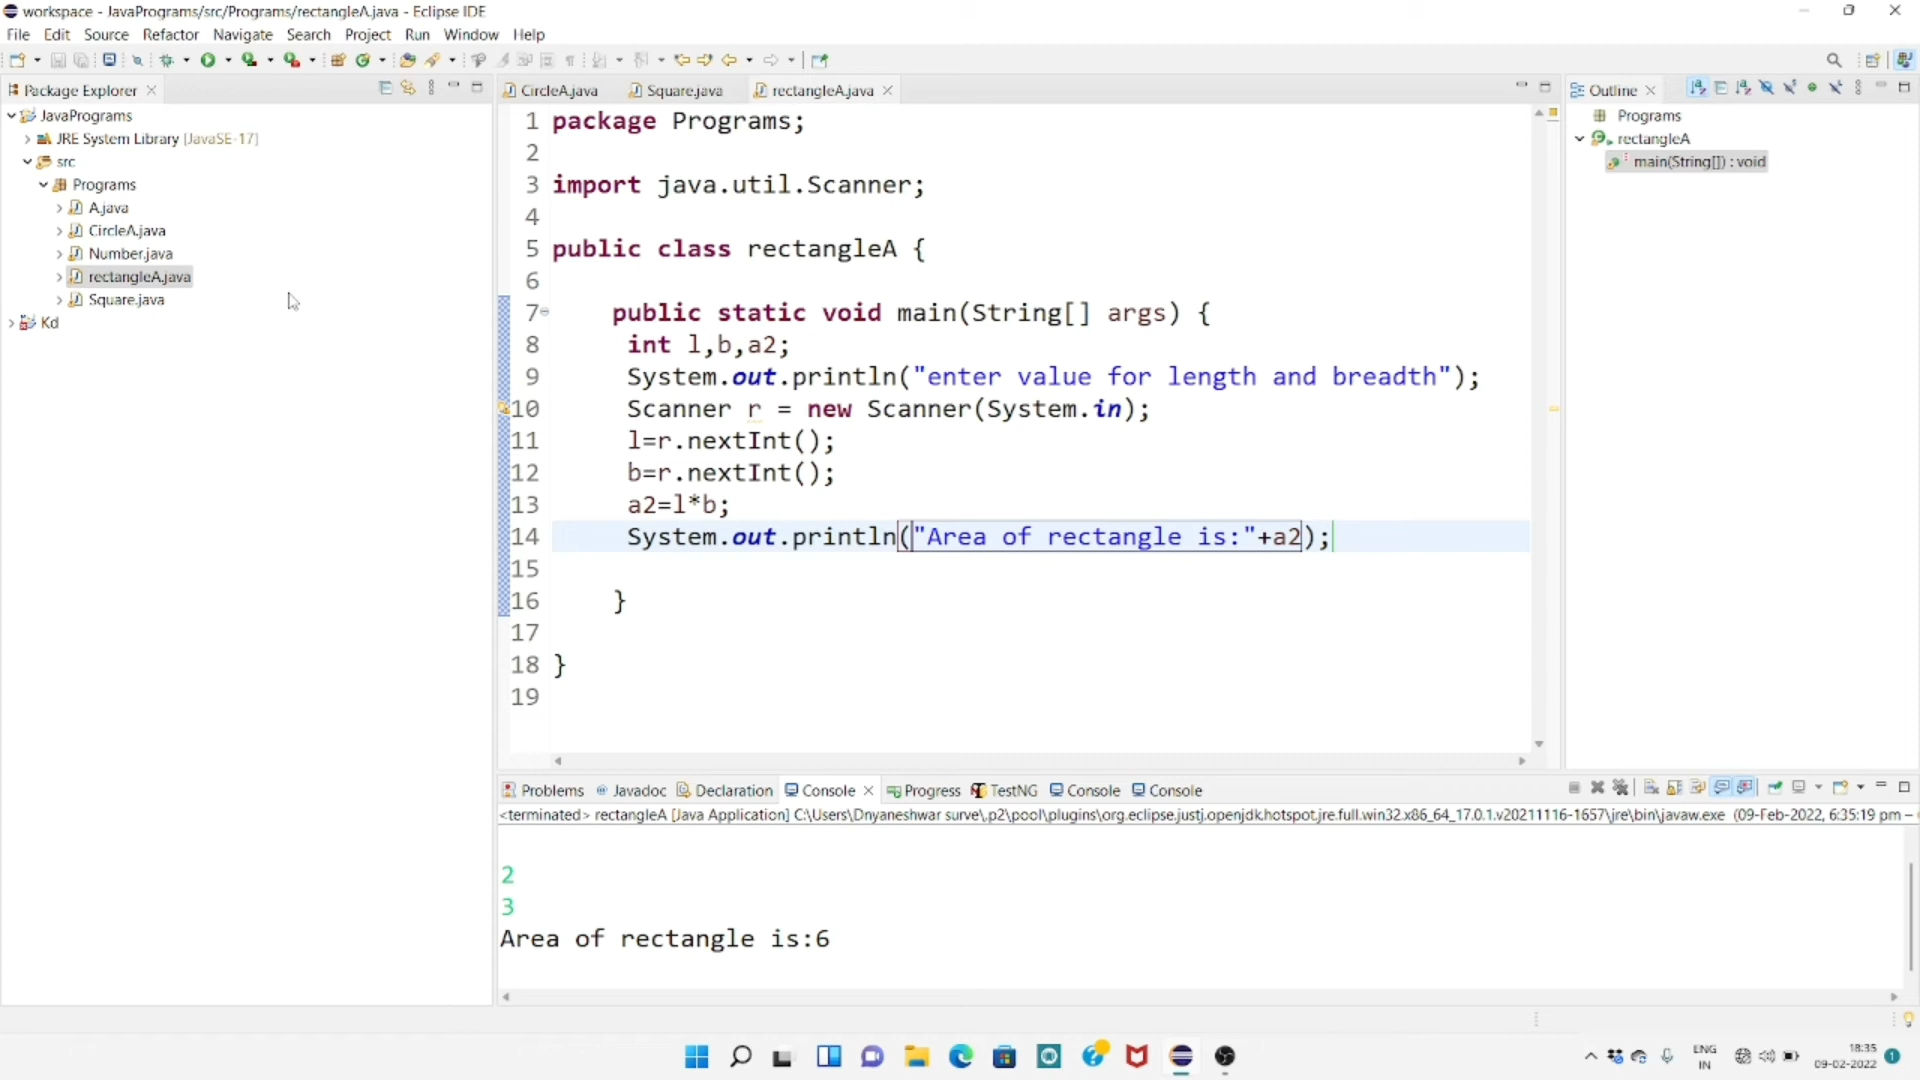 workspace - JavaPrograms/src/Programs/rectangleA.java - Eclipse IDE
File Edit Source Refactor Navigate Search Project Run Window Help
Package Explorer
JavaPrograms
JRE System Library [JavaSE-17]
src
Programs
A.java
CircleA.java
Number.java
rectangleA.java
Square.java
Kd
CircleA.java Square.java rectangleA.java
1 package Programs;
2
3 import java.util.Scanner;
4
5 public class rectangleA {
6
7 public static void main(String[] args) {
8 int l,b,a2;
9 System.out.println("enter value for length and breadth");
10 Scanner r = new Scanner(System.in);
11 l=r.nextInt();
12 b=r.nextInt();
13 a2=l*b;
14 System.out.println("Area of rectangle is:"+a2);
15
16 }
17
18 }
19
Outline
Programs
rectangleA
main(String[]) : void
Problems Javadoc Declaration Console Progress TestNG Console Console
<terminated> rectangleA [Java Application] C:\Users\Dnyaneshwar surve\.p2\pool\plugins\org.eclipse.justj.openjdk.hotspot.jre.full.win32.x86_64_17.0.1.v20211116-1657\jre\bin\javaw.exe (09-Feb-2022, 6:35:19 pm –
2
3
Area of rectangle is:6
ENG
IN
18:35
09-02-2022
1